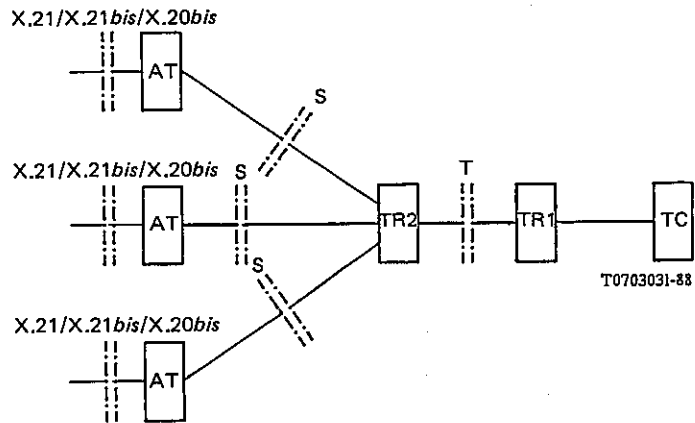 X.21/X.21bis/X.20bis
AT
S
X.21/X.21bis/X.20bis
S
T
AT
TR2
TR1
TC
S
T0703031-88
X.21/X.21bis/X.20bis
AT